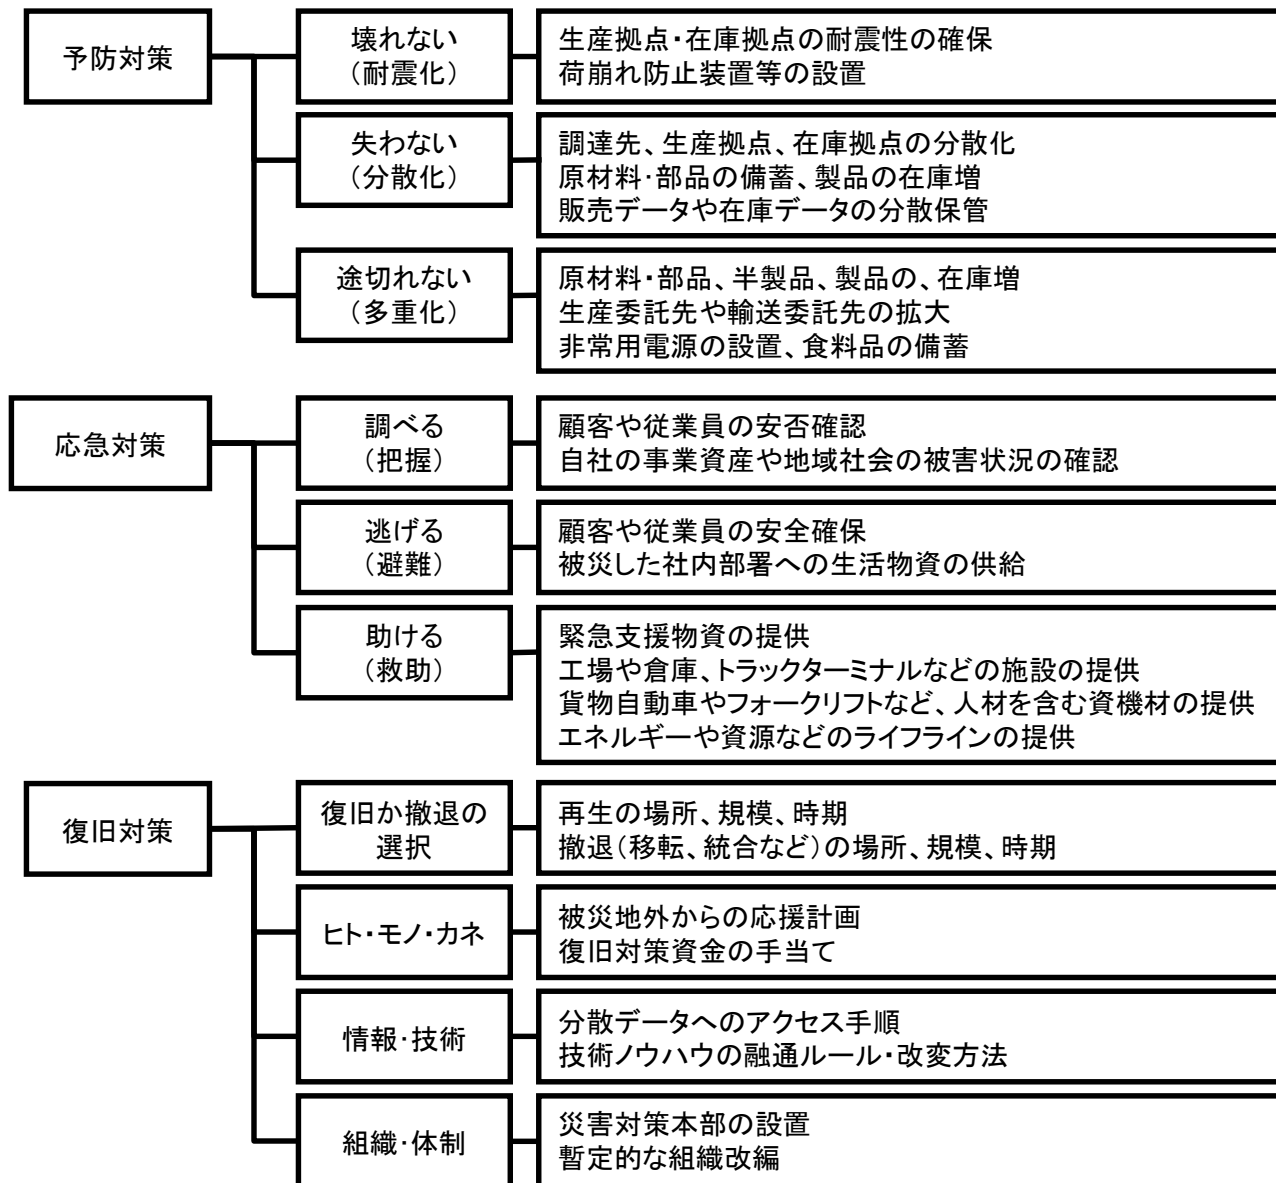 予防対策
壊れない
(耐震化)
生産拠点・在庫拠点の耐震性の確保
荷崩れ防止装置等の設置
失わない
(分散化)
調達先、生産拠点、在庫拠点の分散化
原材料・部品の備蓄、製品の在庫増
販売データや在庫データの分散保管
途切れない
(多重化)
原材料・部品、半製品、製品の、在庫増
生産委託先や輸送委託先の拡大
非常用電源の設置、食料品の備蓄
応急対策
調べる
(把握)
顧客や従業員の安否確認
自社の事業資産や地域社会の被害状況の確認
逃げる
(避難)
顧客や従業員の安全確保
被災した社内部署への生活物資の供給
助ける
(救助)
緊急支援物資の提供
工場や倉庫、トラックターミナルなどの施設の提供
貨物自動車やフォークリフトなど、人材を含む資機材の提供
エネルギーや資源などのライフラインの提供
復旧対策
復旧か撤退の
選択
再生の場所、規模、時期
撤退(移転、統合など)の場所、規模、時期
ヒト・モノ・カネ
被災地外からの応援計画
復旧対策資金の手当て
情報・技術
分散データへのアクセス手順
技術ノウハウの融通ルール・改変方法
組織・体制
災害対策本部の設置
暫定的な組織改編